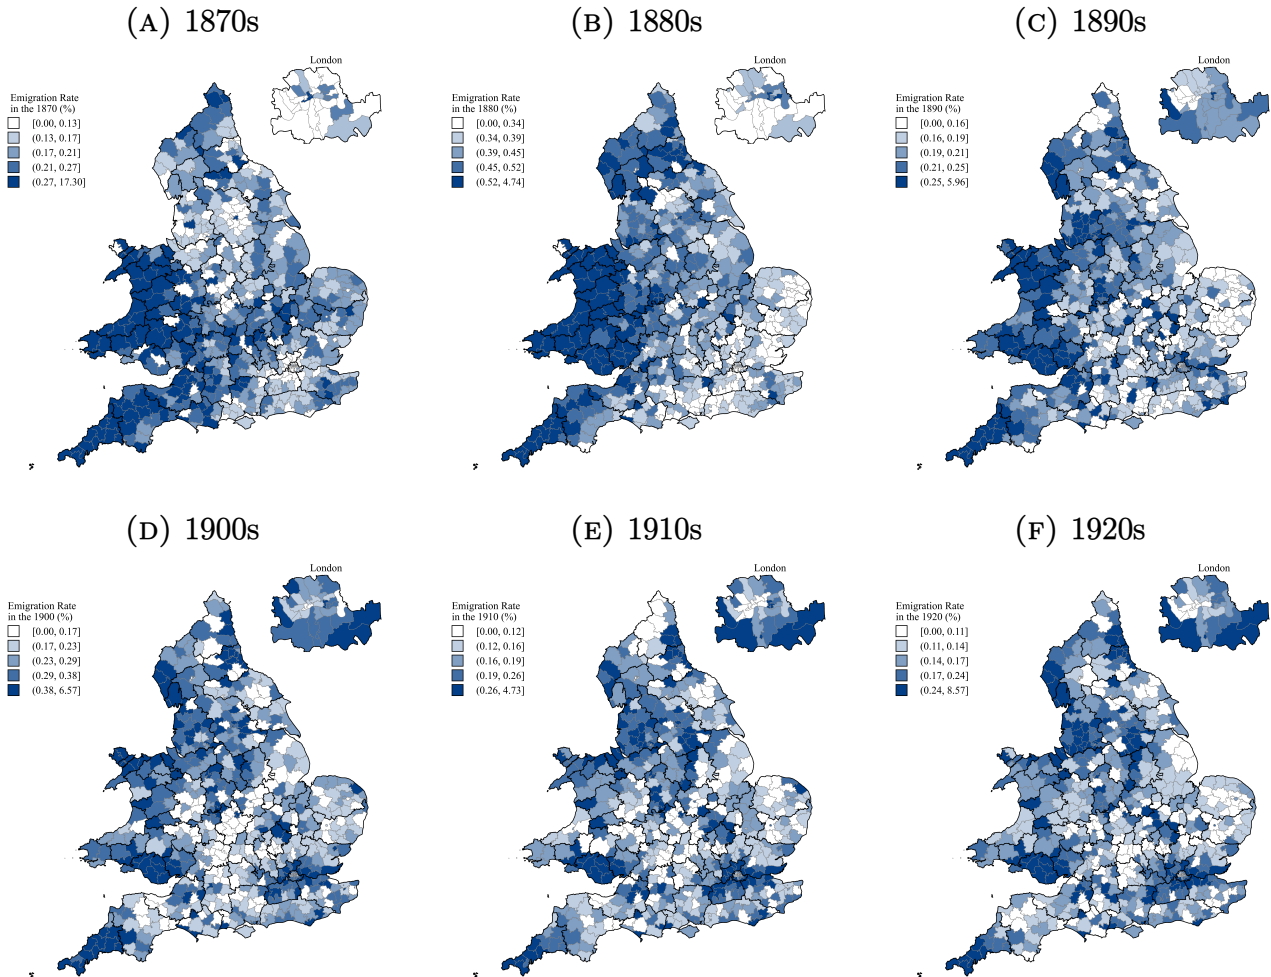 (A) 1870s
London
Emigration Rate
in the 1870 (%)
[0.00, 0.13]
(0.13, 0.17]
(0.17, 0.21]
(0.21, 0.27]
(0.27, 17.30]
(B) 1880s
London
Emigration Rate
in the 1880 (%)
[0.00, 0.34]
(0.34, 0.39]
(0.39, 0.45]
(0.45, 0.52]
(0.52, 4.74]
(C) 1890s
London
Emigration Rate
in the 1890 (%)
[0.00, 0.16]
(0.16, 0.19]
(0.19, 0.21]
(0.21, 0.25]
(0.25, 5.96]
(D) 1900s
London
Emigration Rate
in the 1900 (%)
[0.00, 0.17]
(0.17, 0.23]
(0.23, 0.29]
(0.29, 0.38]
(0.38, 6.57]
(E) 1910s
London
Emigration Rate
in the 1910 (%)
[0.00, 0.12]
(0.12, 0.16]
(0.16, 0.19]
(0.19, 0.26]
(0.26, 4.73]
(F) 1920s
London
Emigration Rate
in the 1920 (%)
[0.00, 0.11]
(0.11, 0.14]
(0.14, 0.17]
(0.17, 0.24]
(0.24, 8.57]